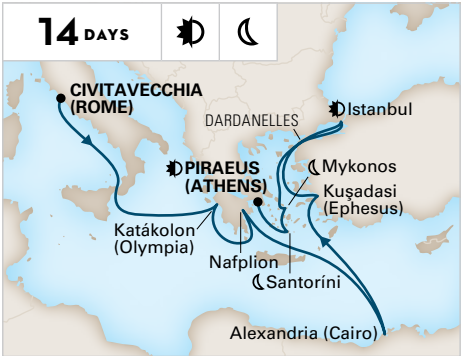 14 DAYS
CIVITAVECCHIA
(ROME)
Istanbul
DARDANELLES
PIRAEUS
(ATHENS)
Mykonos
Kuşadasi
(Ephesus)
Katákolon
(Olympia)
Nafplion
Santoríni
Alexandria (Cairo)